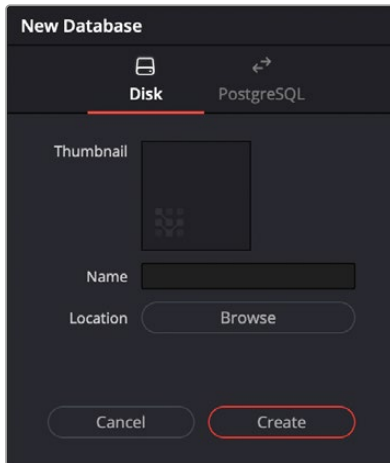 New Database
Disk
PostgreSQL
Thumbnail
Name
Location
Browse
Cancel
Create